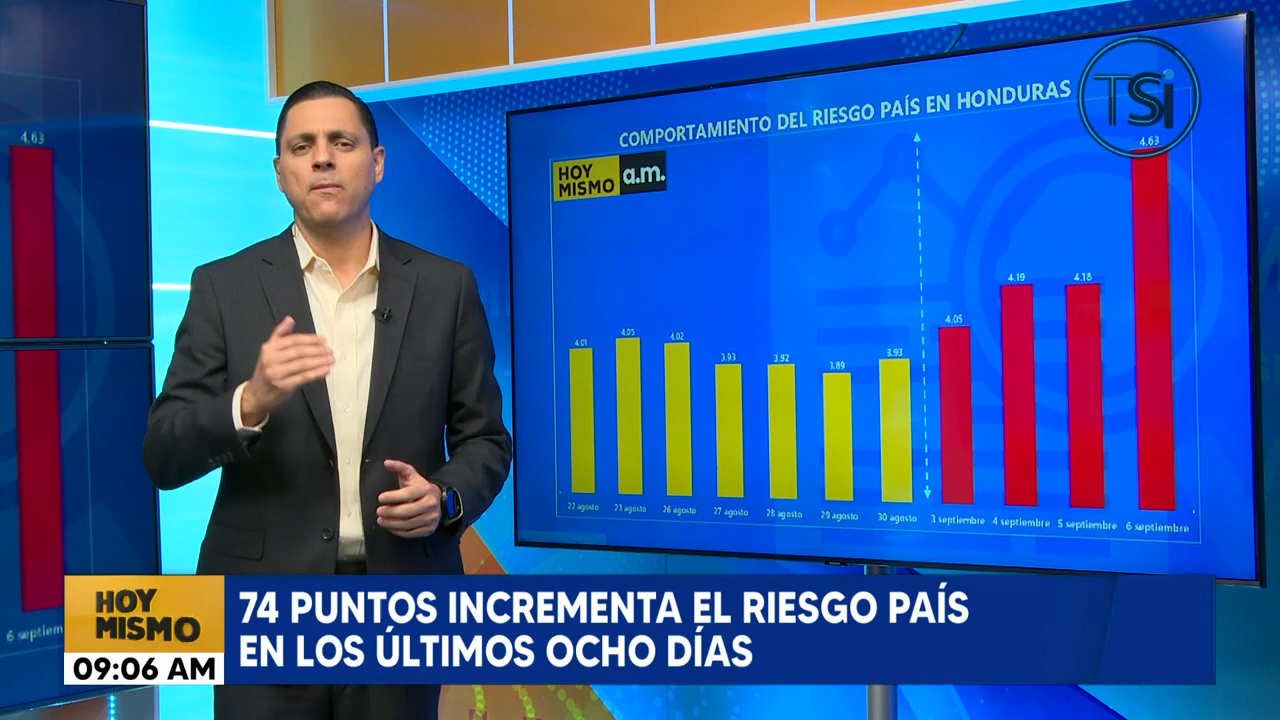 4.63
6 septiem
COMPORTAMIENTO DEL RIESGO PAÍS EN HONDURAS
TSi
HOY
MISMO
a.m.
4.01
4.05
4.02
3.93
3.92
3.89
3.93
4.05
4.19
4.18
4.63
22 agosto
23 agosto
26 agosto
27 agosto
28 agosto
29 agosto
30 agosto
3 septiembre
4 septiembre
5 septiembre
6 septiembre
HOY
MISMO
09:06 AM
74 PUNTOS INCREMENTA EL RIESGO PAÍS
EN LOS ÚLTIMOS OCHO DÍAS